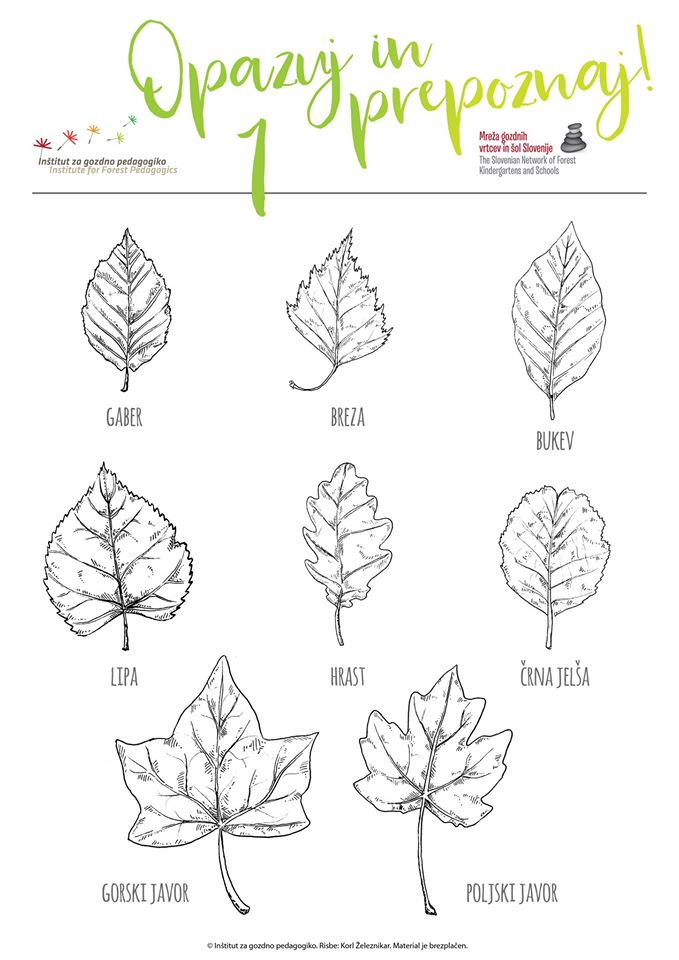 Opazuj in
prepoznaj!
1
Inštitut za gozdno pedagogiko
Institute for Forest Pedagogics
Mreža gozdnih
vrtcev in šol Slovenije
The Slovenian Network of Forest
Kindergartens and Schools
GABER
BREZA
BUKEV
LIPA
HRAST
ČRNA JELŠA
GORSKI JAVOR
POLJSKI JAVOR
© Inštitut za gozdno pedagogiko. Risbe: Korl Železnikar. Material je brezplačen.